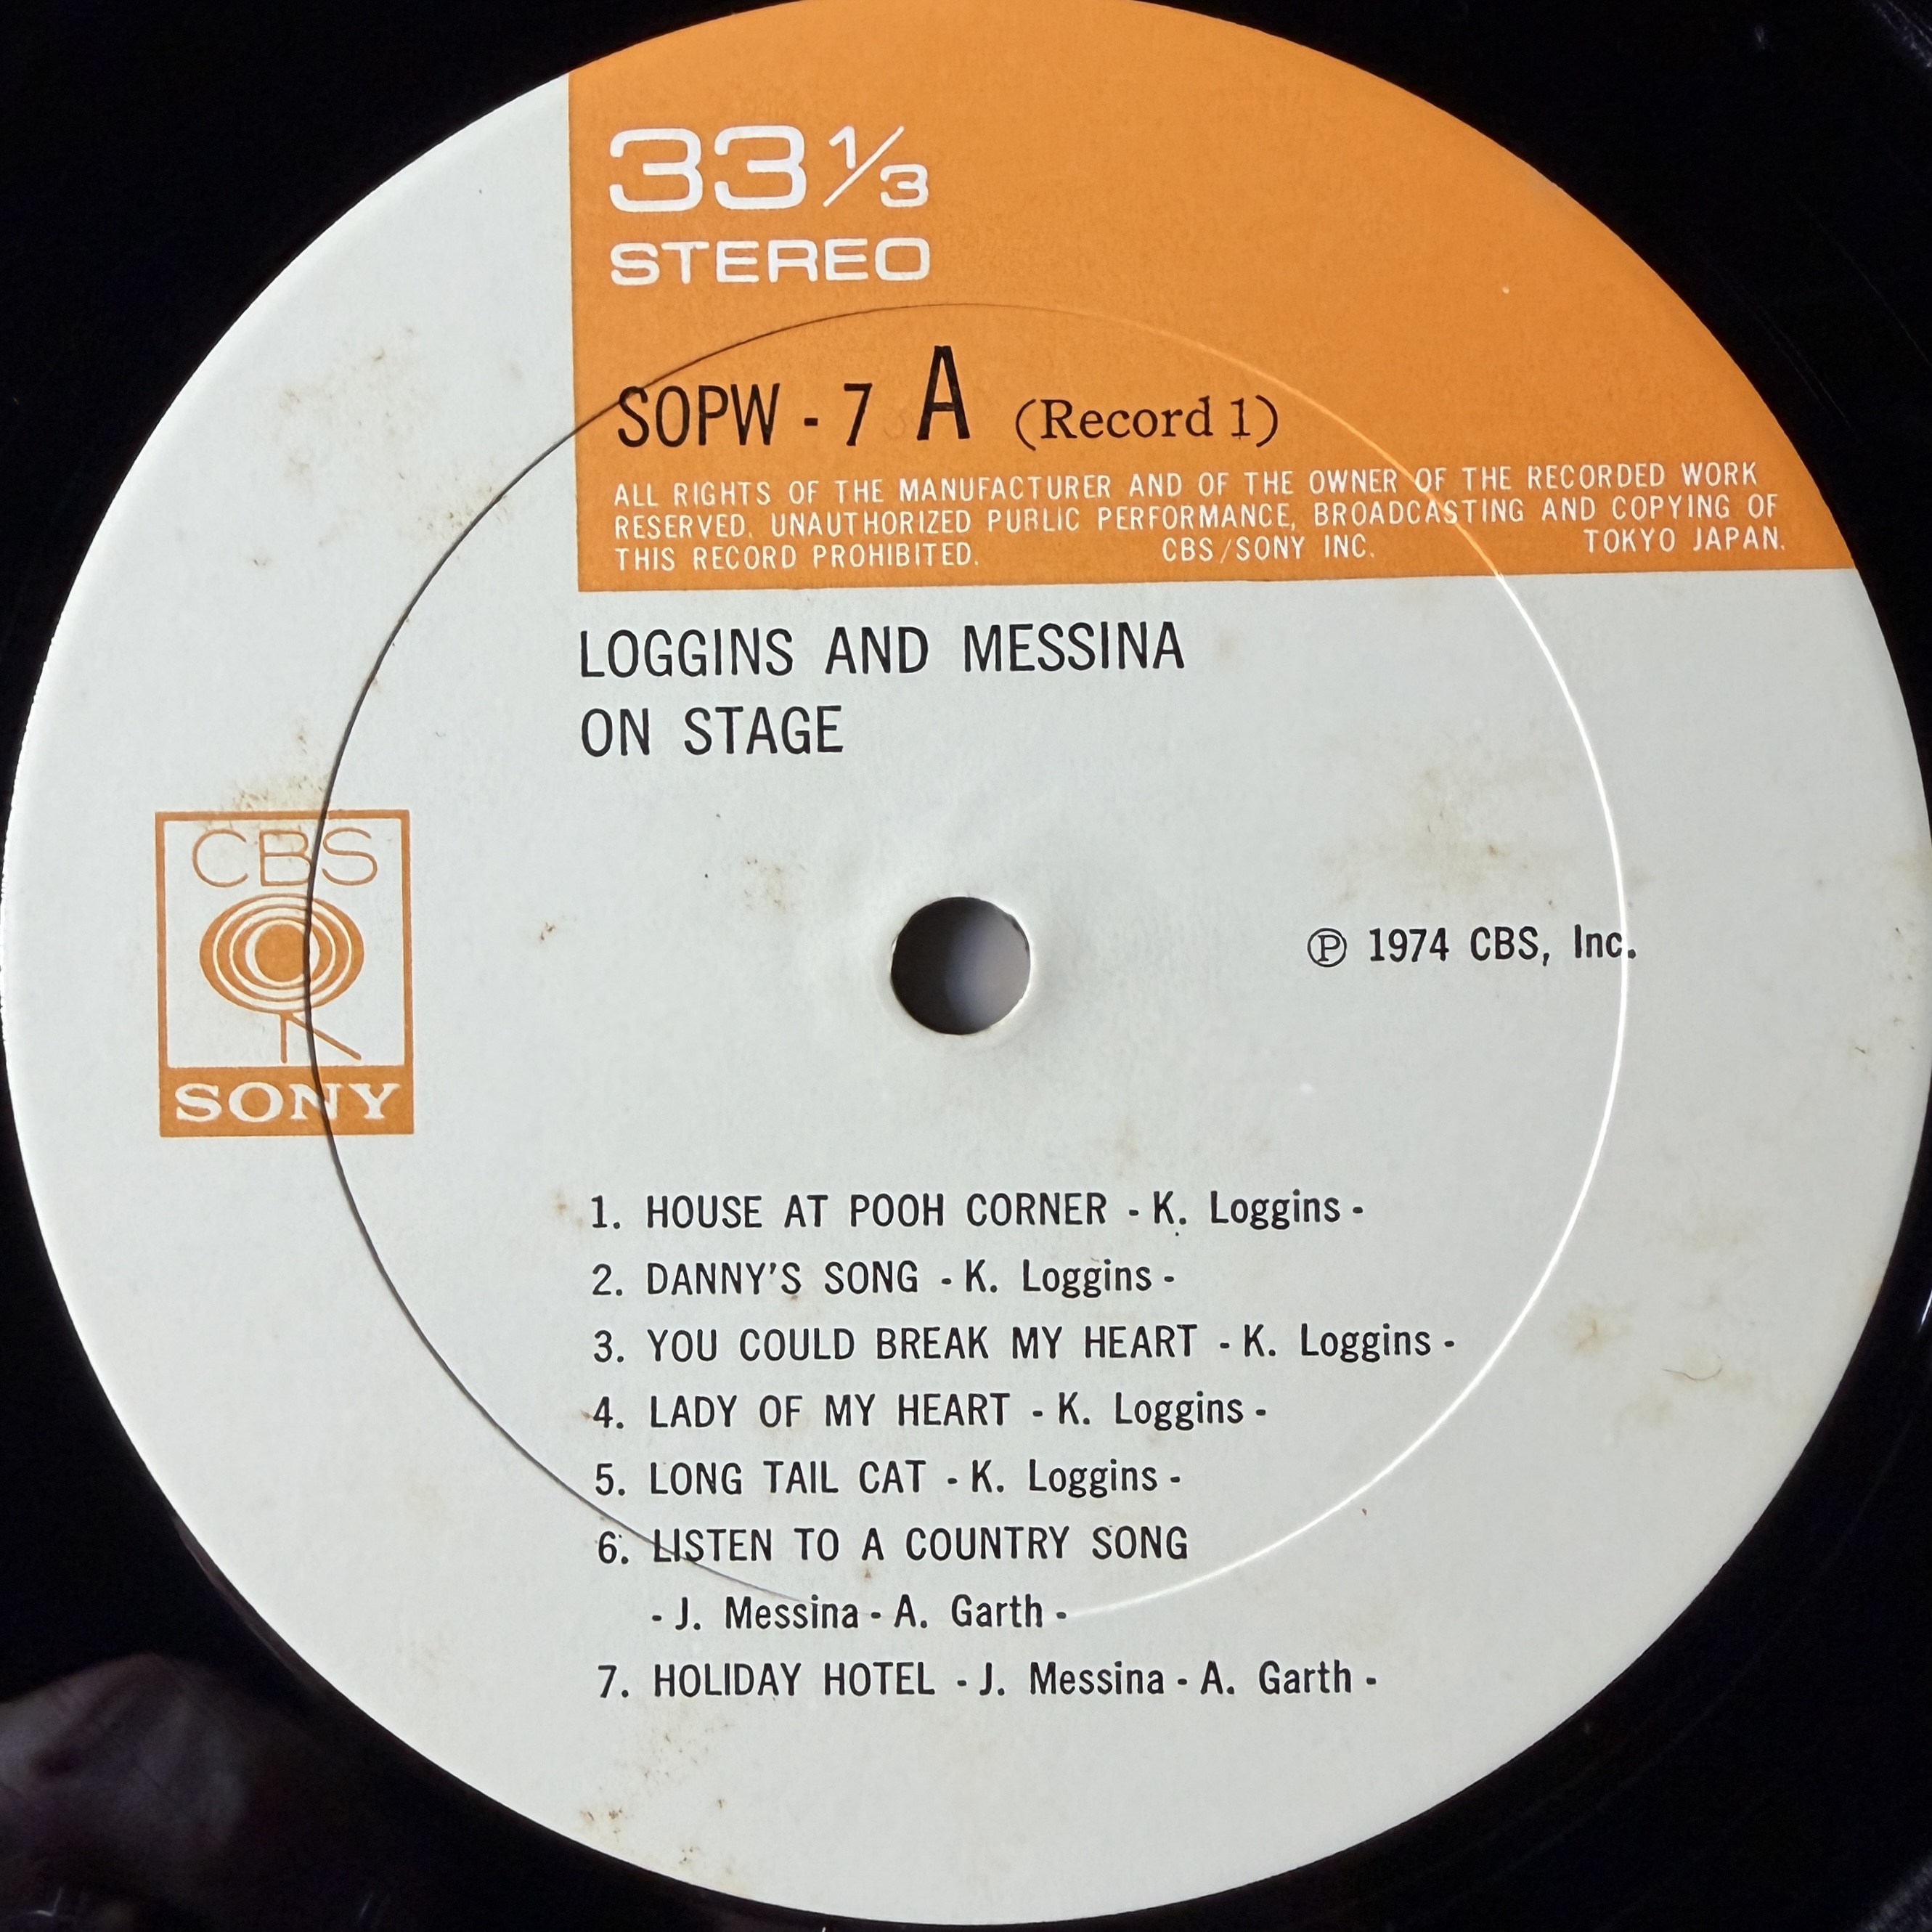 33 1/3
STEREO
SOPW - 7 A (Record 1)
ALL RIGHTS OF THE MANUFACTURER AND OF THE OWNER OF THE RECORDED WORK
RESERVED. UNAUTHORIZED PUBLIC PERFORMANCE, BROADCASTING AND COPYING OF
THIS RECORD PROHIBITED. CBS/SONY INC. TOKYO JAPAN.
LOGGINS AND MESSINA
ON STAGE
CBS
SONY
℗ 1974 CBS, Inc.
1. HOUSE AT POOH CORNER - K. Loggins -
2. DANNY'S SONG - K. Loggins -
3. YOU COULD BREAK MY HEART - K. Loggins -
4. LADY OF MY HEART - K. Loggins -
5. LONG TAIL CAT - K. Loggins -
6. LISTEN TO A COUNTRY SONG
- J. Messina - A. Garth -
7. HOLIDAY HOTEL - J. Messina - A. Garth -